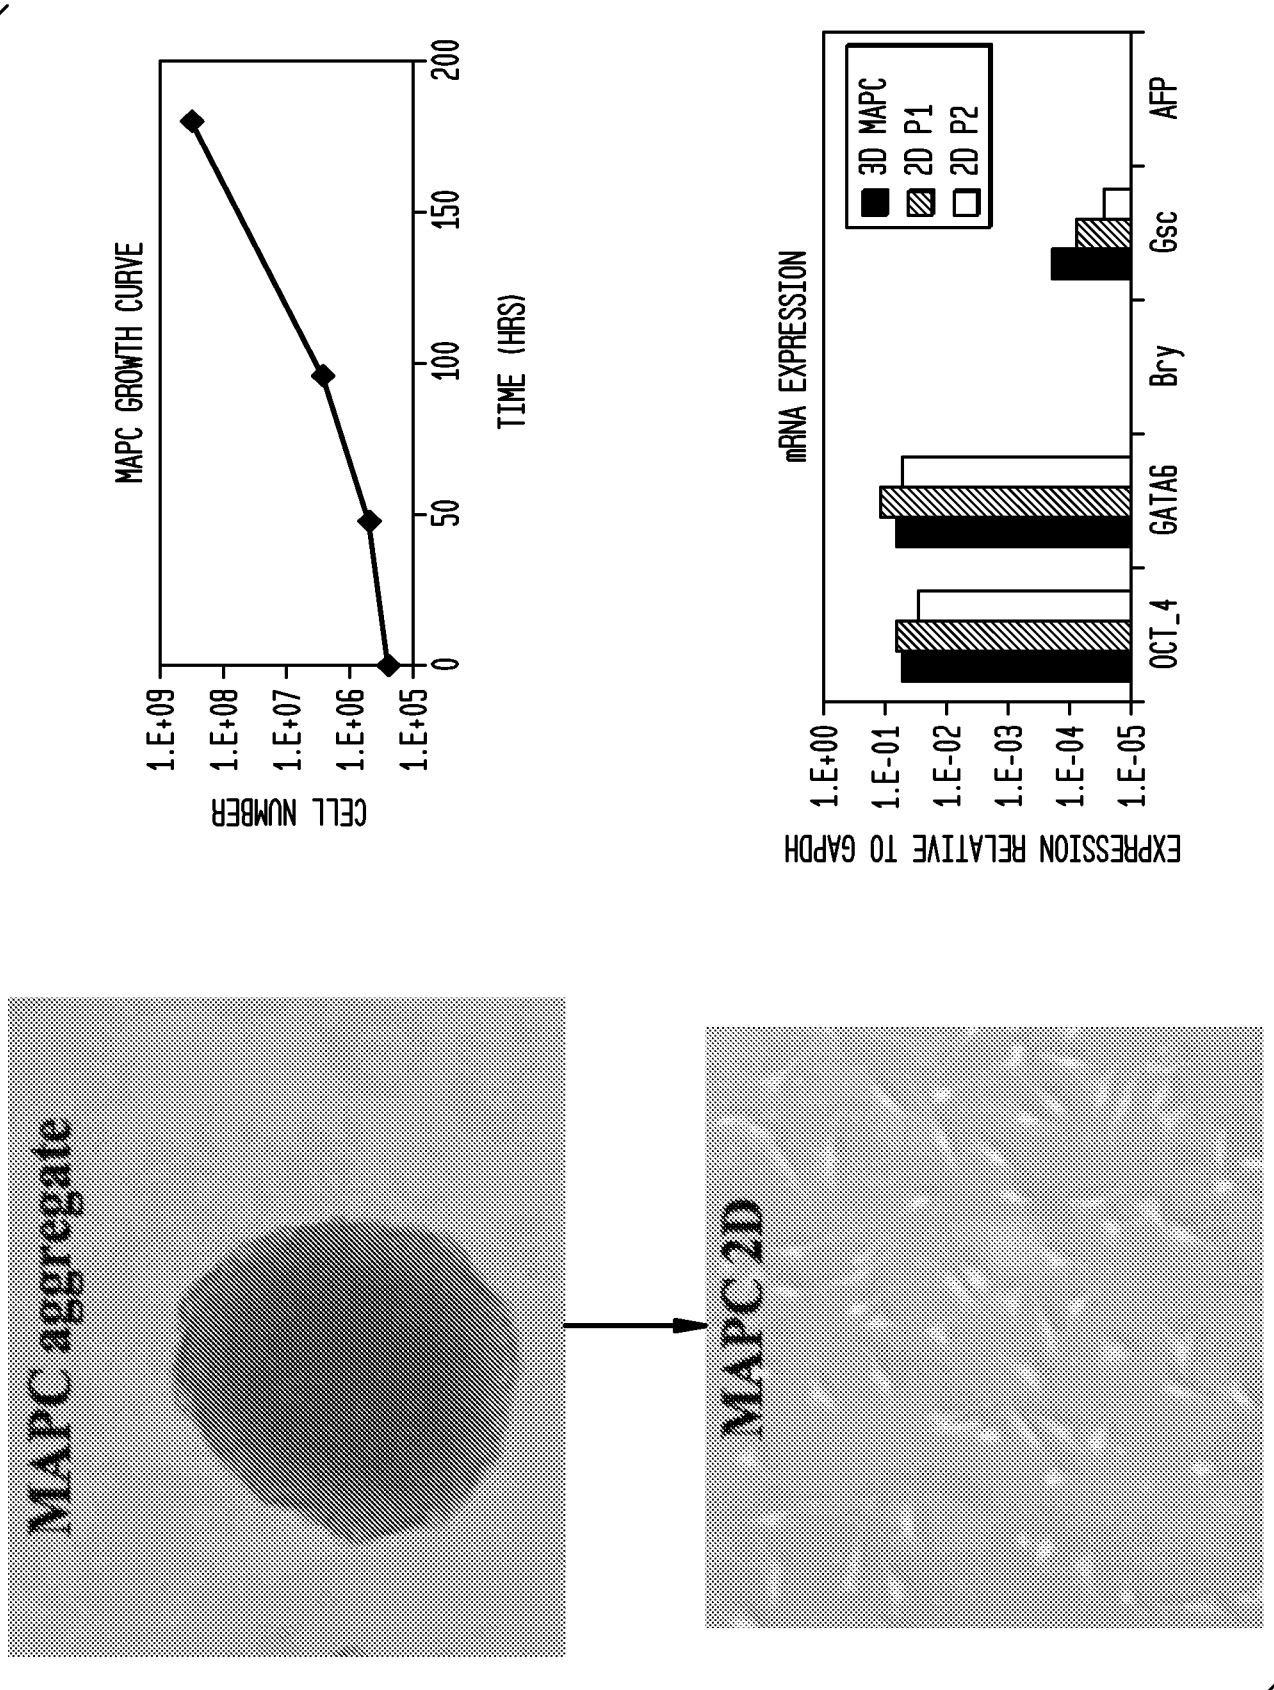 MAPC aggregate
MAPC 2D
MAPC GROWTH CURVE
CELL NUMBER
1.E+09
1.E+08
1.E+07
1.E+06
1.E+05
0
50
100
150
200
TIME (HRS)
mRNA EXPRESSION
EXPRESSION RELATIVE TO GAPDH
1.E+00
1.E-01
1.E-02
1.E-03
1.E-04
1.E-05
3D MAPC
2D P1
2D P2
OCT_4
GATA6
Bry
Gsc
AFP